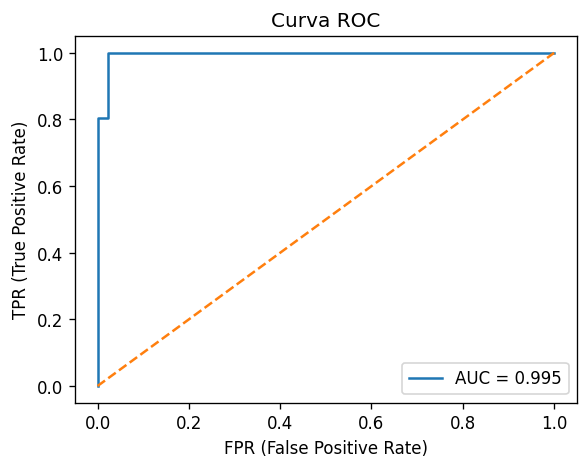 Curva ROC
TPR (True Positive Rate)
1.0
0.8
0.6
0.4
0.2
0.0
AUC = 0.995
0.0 0.2 0.4 0.6 0.8 1.0
FPR (False Positive Rate)